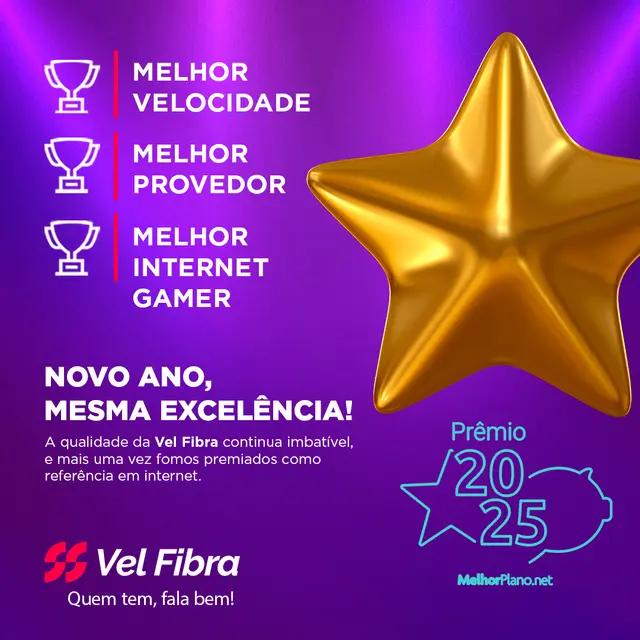 MELHOR
VELOCIDADE
MELHOR
PROVEDOR
MELHOR
INTERNET
GAMER
NOVO ANO,
MESMA EXCELÊNCIA!
A qualidade da Vel Fibra continua imbatível,
e mais uma vez fomos premiados como
referência em internet.
Prêmio
20
25
MelhorPlano.net
Vel Fibra
Quem tem, fala bem!